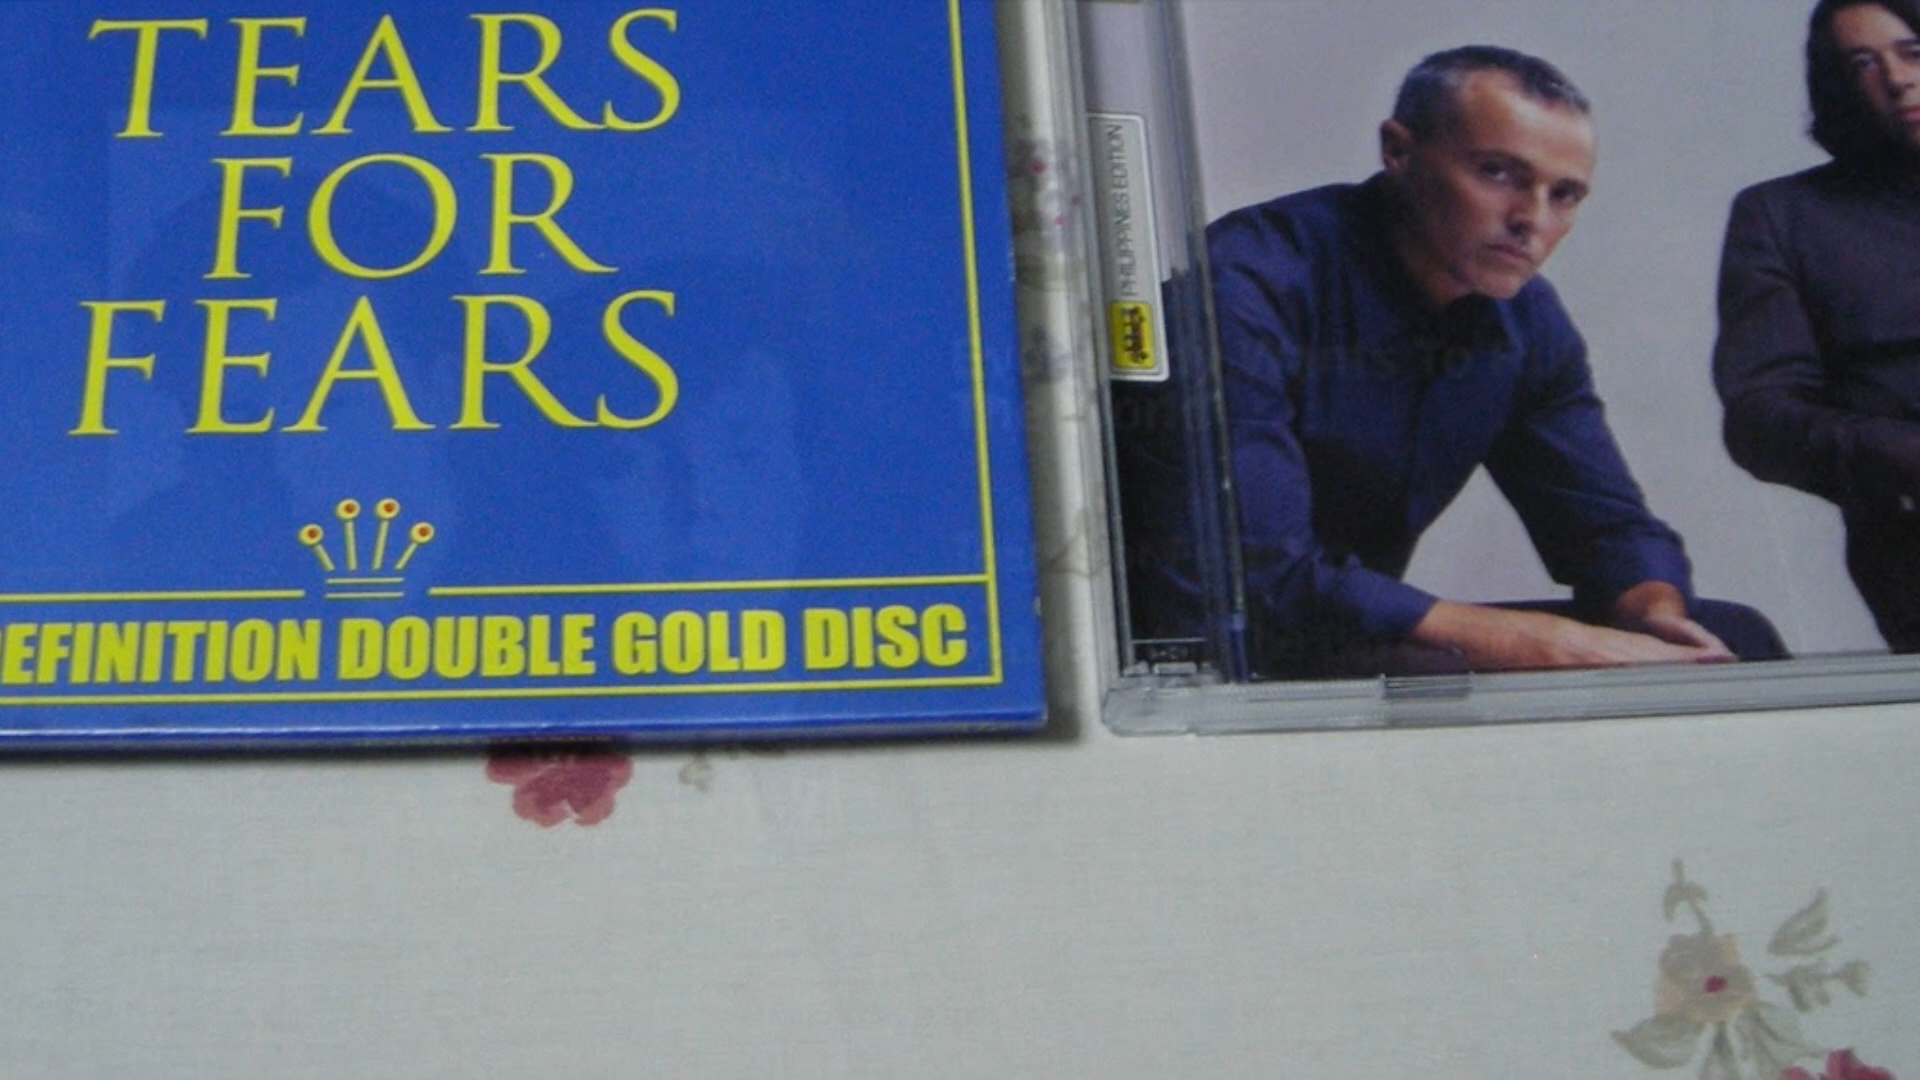 TEARS
FOR
FEARS
EFINITION DOUBLE GOLD DISC
PHILIPPINES EDITION